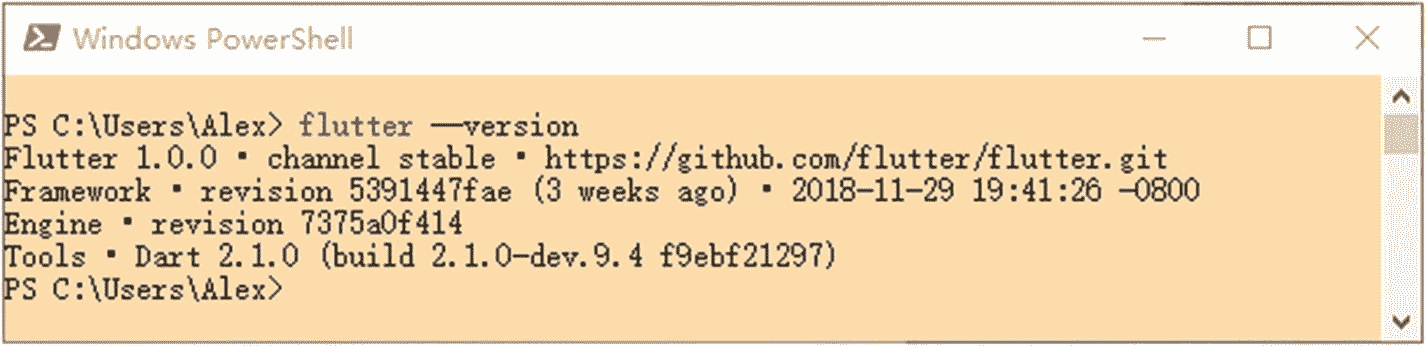 Windows PowerShell
PS C:\Users\Alex> flutter —version
Flutter 1.0.0 • channel stable • https://github.com/flutter/flutter.git
Framework • revision 5391447fae (3 weeks ago) • 2018-11-29 19:41:26 -0800
Engine • revision 7375a0f414
Tools • Dart 2.1.0 (build 2.1.0-dev.9.4 f9ebf21297)
PS C:\Users\Alex>